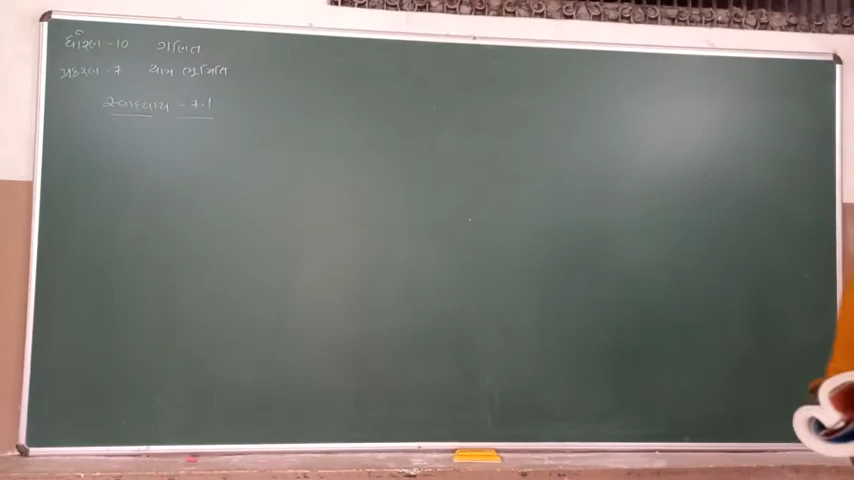 ધોરણ - 10 ગણિત
પ્રકરણ - 7 યામ ભૂમિતિ
સ્વાધ્યાય - 7.1